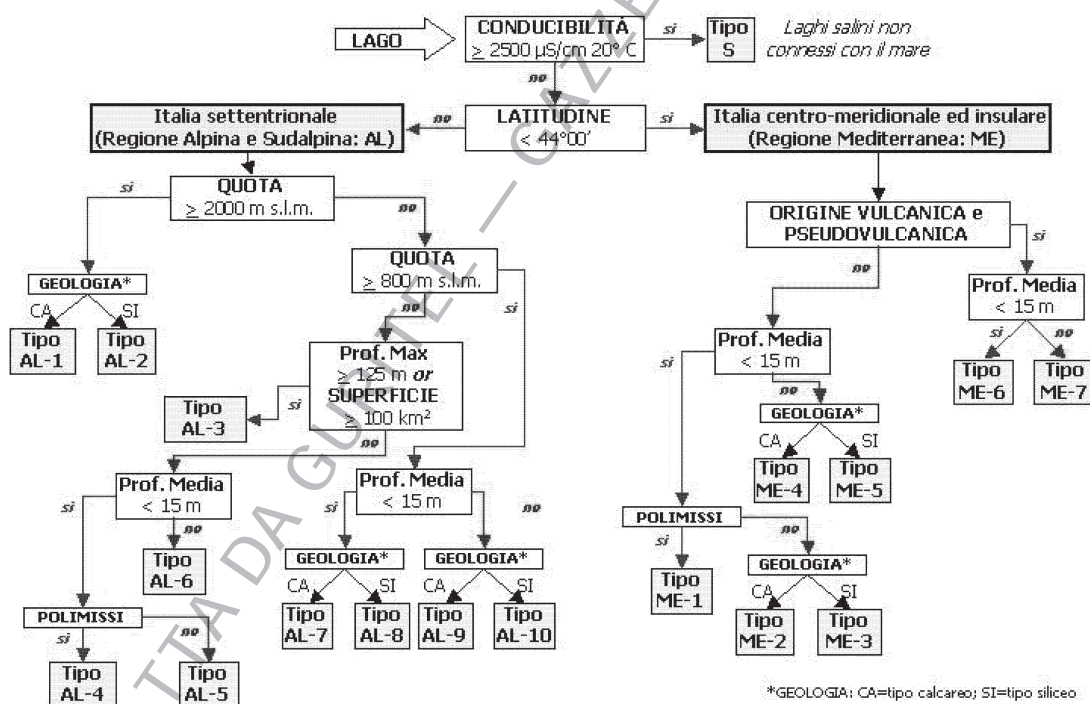 LAGO
CONDUCIBILITÁ
≥ 2500 µS/cm 20° C
si
Tipo
S
Laghi salini non
connessi con il mare
no
Italia settentrionale
(Regione Alpina e Sudalpina: AL)
no
LATITUDINE
< 44°00'
si
Italia centro-meridionale ed insulare
(Regione Mediterranea: ME)
si
QUOTA
≥ 2000 m s.l.m.
no
ORIGINE VULCANICA e
PSEUDOVULCANICA
no
si
QUOTA
≥ 800 m s.l.m.
no
si
GEOLOGIA*
CA
SI
Tipo
AL-1
Tipo
AL-2
Prof. Media
< 15 m
si
no
Tipo
ME-6
Tipo
ME-7
Prof. Max
≥ 125 m or
SUPERFICIE
≥ 100 km²
si
no
Tipo
AL-3
Prof. Media
< 15 m
si
no
GEOLOGIA*
CA
SI
Tipo
ME-4
Tipo
ME-5
Prof. Media
< 15 m
si
no
Tipo
AL-6
Prof. Media
< 15 m
si
no
GEOLOGIA*
CA
SI
GEOLOGIA*
CA
SI
Tipo
AL-7
Tipo
AL-8
Tipo
AL-9
Tipo
AL-10
POLIMISSI
si
no
Tipo
AL-4
Tipo
AL-5
POLIMISSI
si
no
Tipo
ME-1
GEOLOGIA*
CA
SI
Tipo
ME-2
Tipo
ME-3
*GEOLOGIA: CA=tipo calcareo; SI=tipo siliceo
TTA DA GURITEL — GAZZE